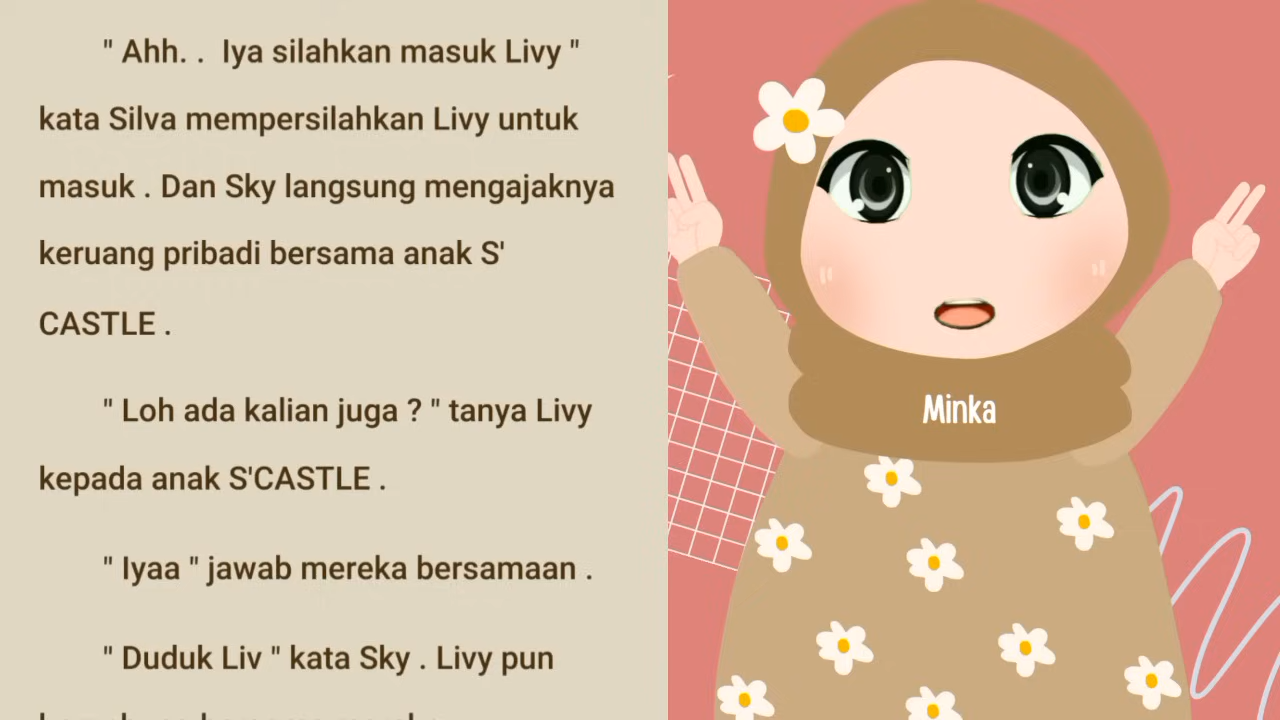 " Ahh. .  Iya silahkan masuk Livy "
kata Silva mempersilahkan Livy untuk
masuk . Dan Sky langsung mengajaknya
keruang pribadi bersama anak S'
CASTLE .
" Loh ada kalian juga ? " tanya Livy
kepada anak S'CASTLE .
" Iyaa " jawab mereka bersamaan .
" Duduk Liv " kata Sky . Livy pun
Minka